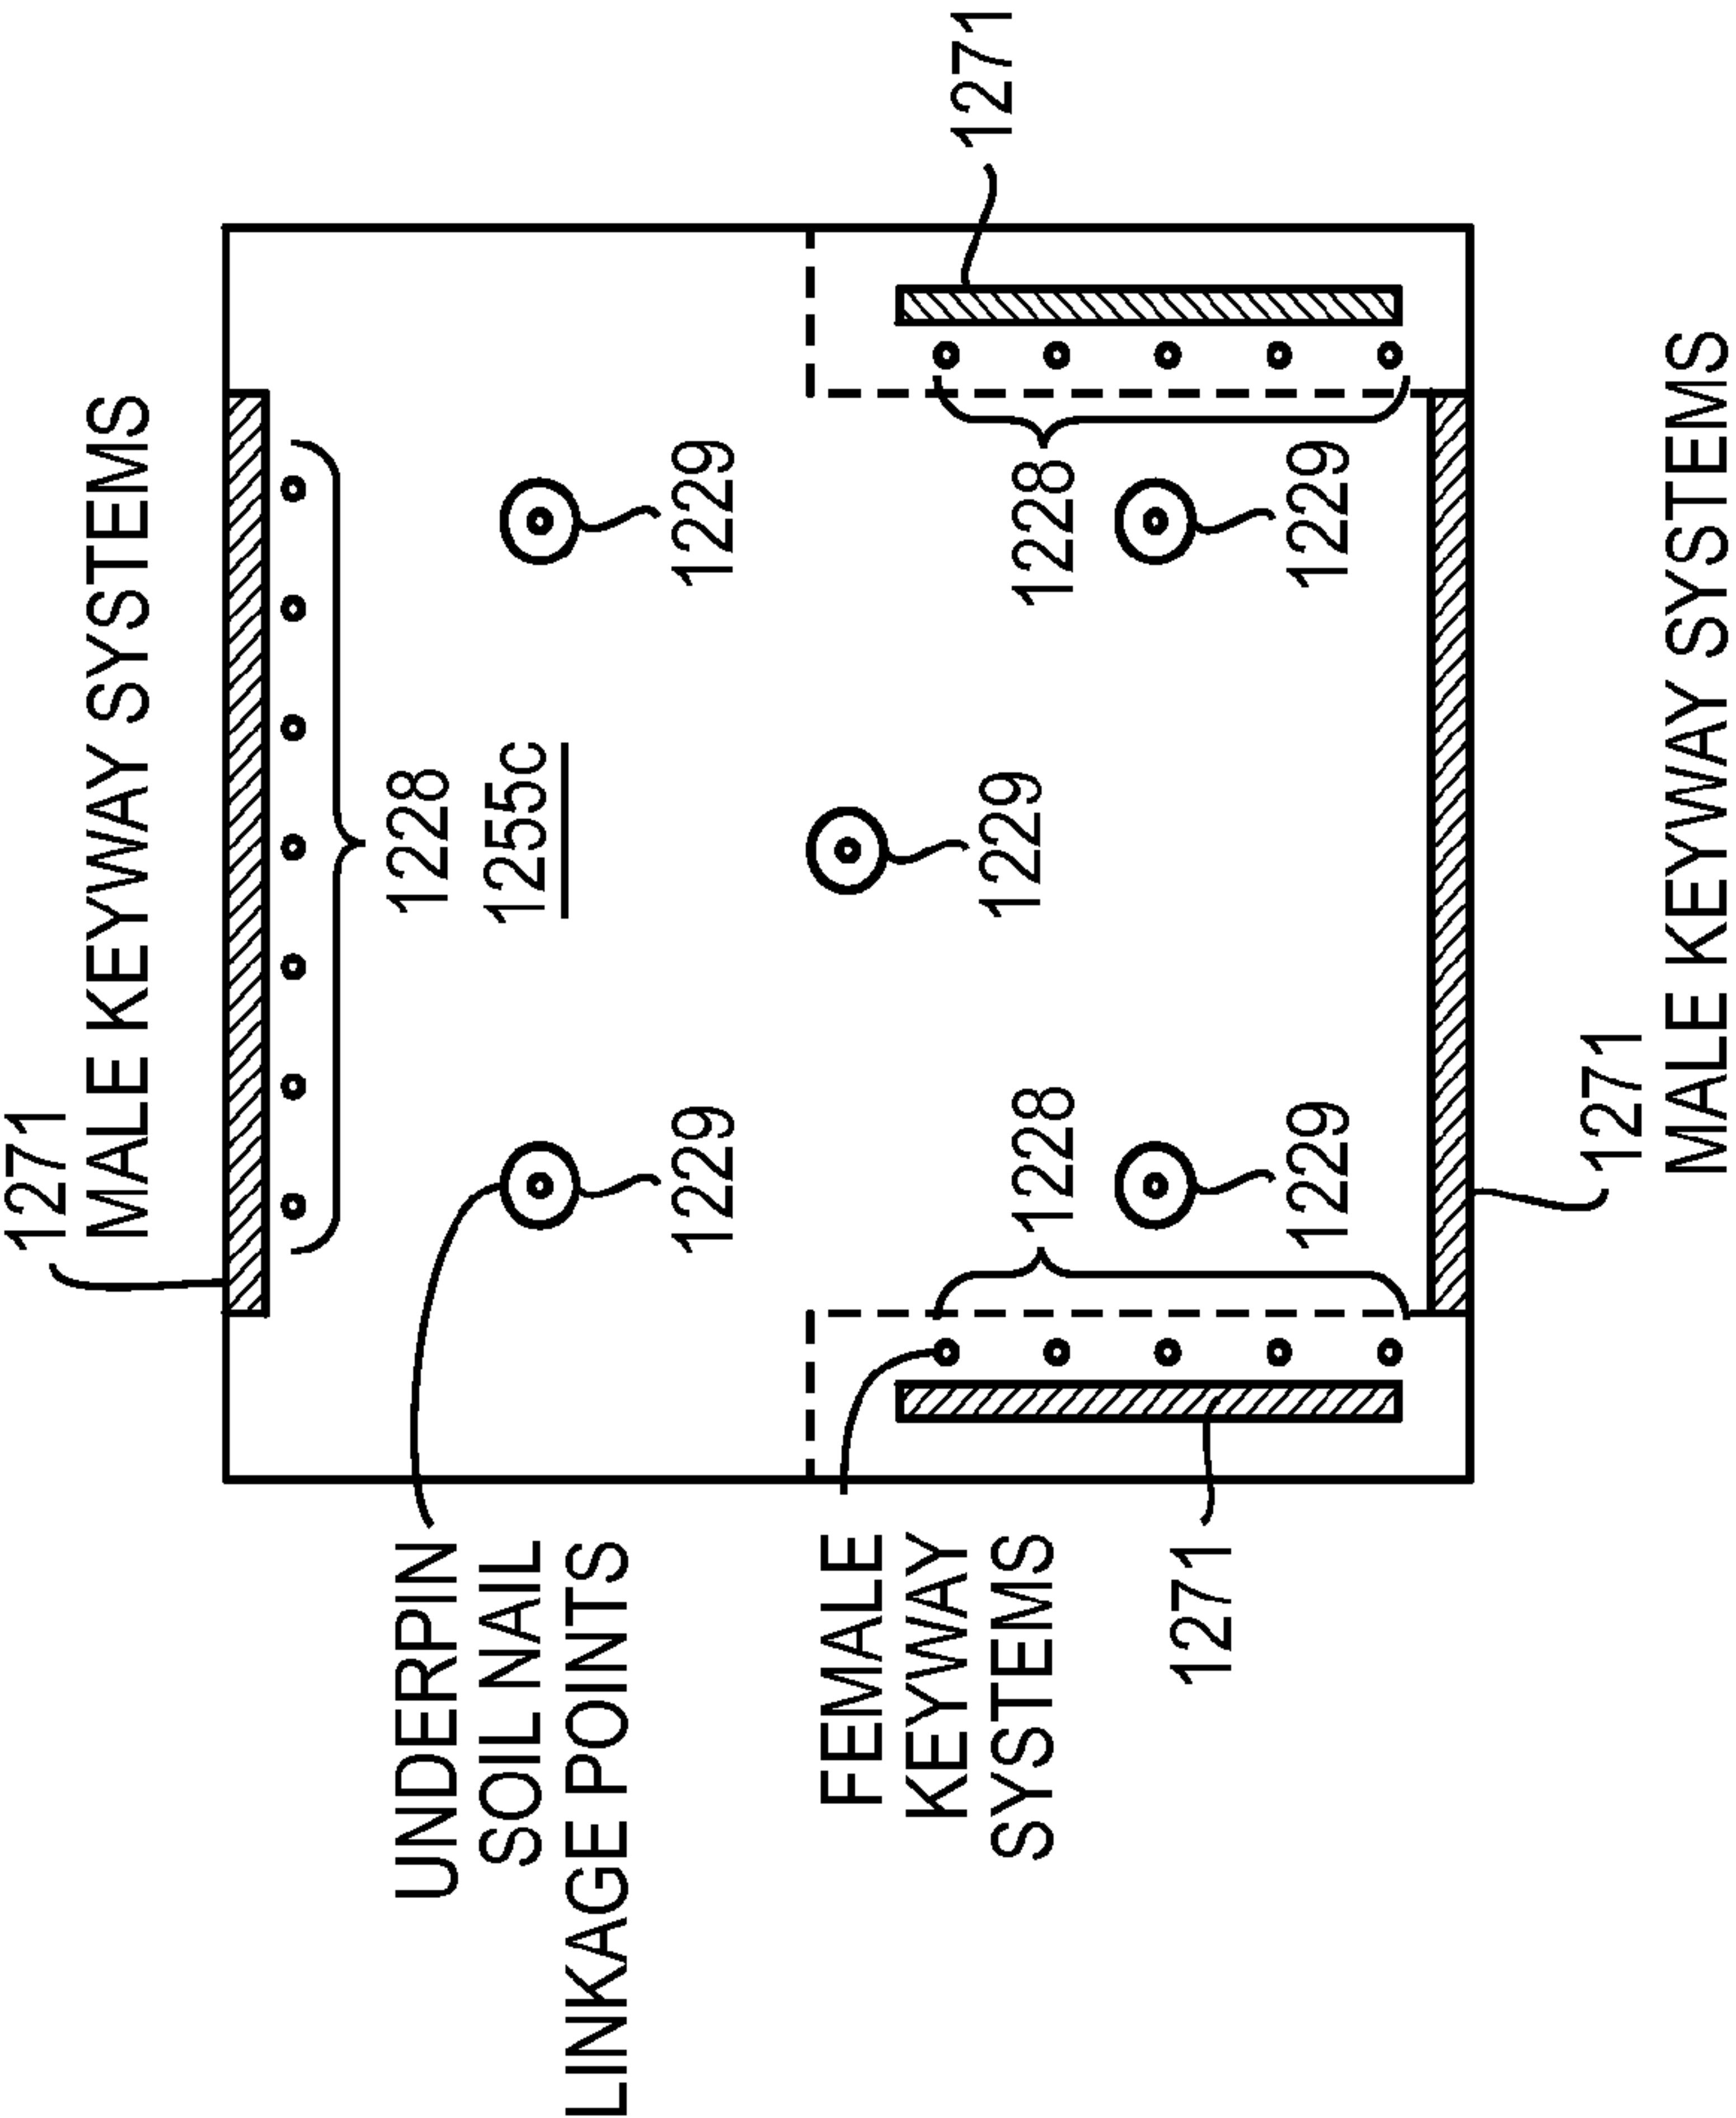 1271
MALE KEYWAY SYSTEMS
1228
1255c
UNDERPIN
SOIL NAIL
LINKAGE POINTS
1229
1229
1229
FEMALE
KEYWAY
SYSTEMS
1271
1228
1228
1271
1229
1229
1271
MALE KEYWAY SYSTEMS